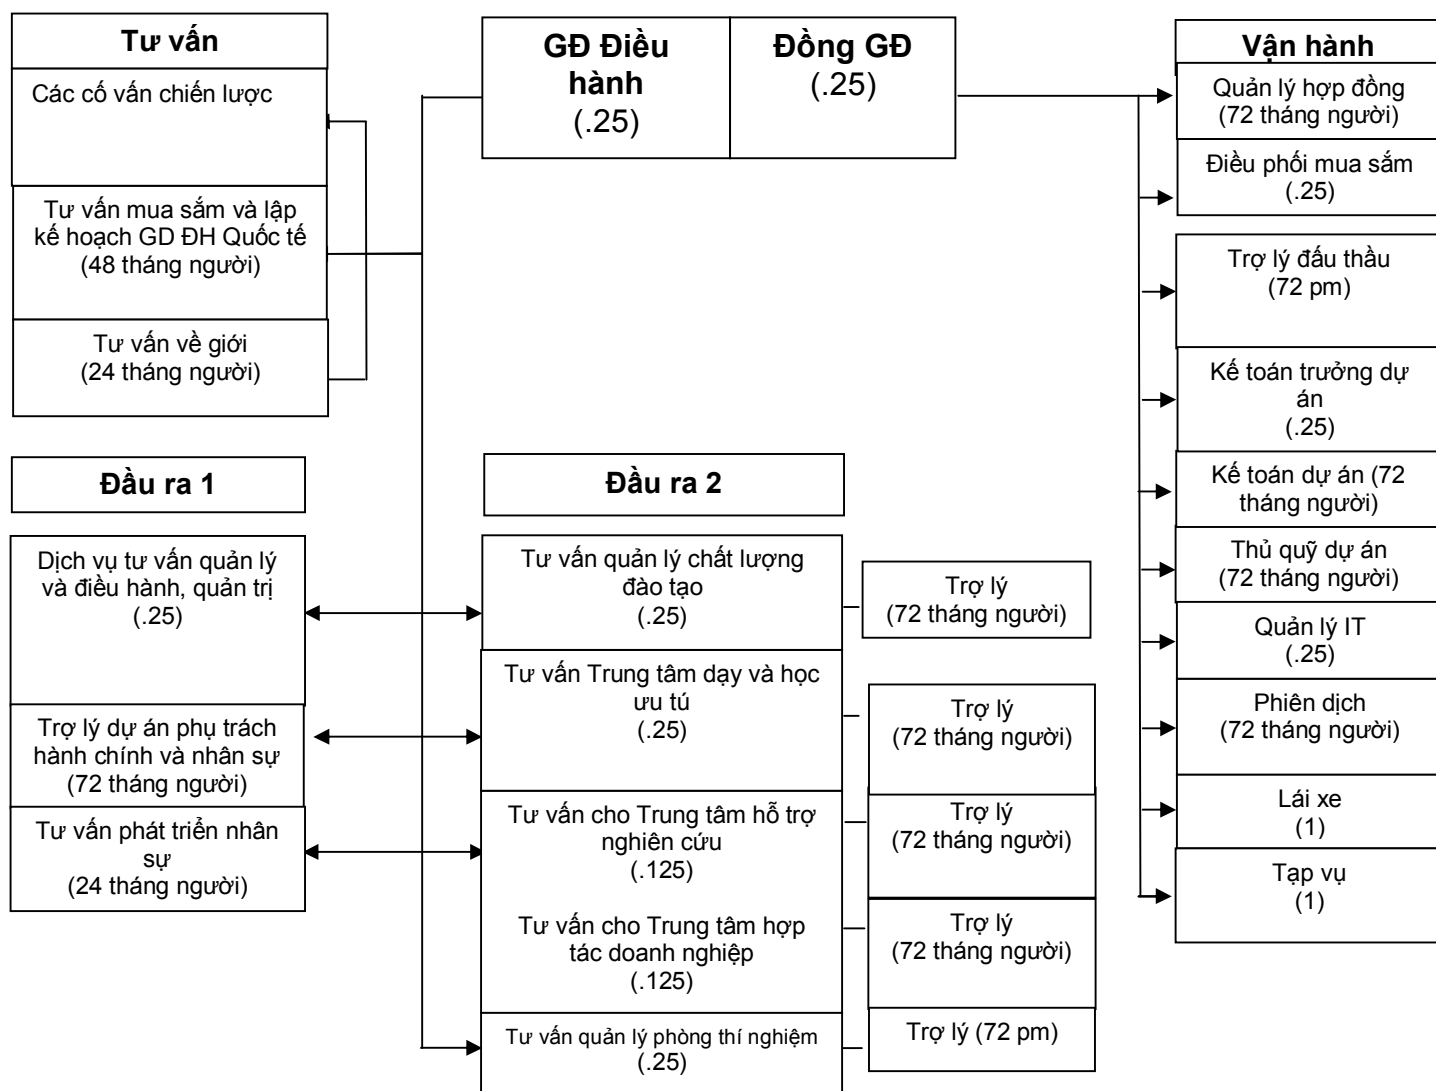 Tư vấn
Các cố vấn chiến lược
Tư vấn mua sắm và lập
kế hoạch GD ĐH Quốc tế
(48 tháng người)
Tư vấn về giới
(24 tháng người)
GĐ Điều
hành
(.25)
Đồng GĐ
(.25)
Vận hành
Quản lý hợp đồng
(72 tháng người)
Điều phối mua sắm
(.25)
Trợ lý đấu thầu
(72 pm)
Kế toán trưởng dự
án
(.25)
Kế toán dự án (72
tháng người)
Thủ quỹ dự án
(72 tháng người)
Quản lý IT
(.25)
Phiên dịch
(72 tháng người)
Lái xe
(1)
Tạp vụ
(1)
Đầu ra 1
Dịch vụ tư vấn quản lý
và điều hành, quản trị
(.25)
Trợ lý dự án phụ trách
hành chính và nhân sự
(72 tháng người)
Tư vấn phát triển nhân
sự
(24 tháng người)
Đầu ra 2
Tư vấn quản lý chất lượng
đào tạo
(.25)
Trợ lý
(72 tháng người)
Tư vấn Trung tâm dạy và học
ưu tú
(.25)
Trợ lý
(72 tháng người)
Tư vấn cho Trung tâm hỗ trợ
nghiên cứu
(.125)
Trợ lý
(72 tháng người)
Tư vấn cho Trung tâm hợp
tác doanh nghiệp
(.125)
Trợ lý
(72 tháng người)
Tư vấn quản lý phòng thí nghiệm
(.25)
Trợ lý (72 pm)